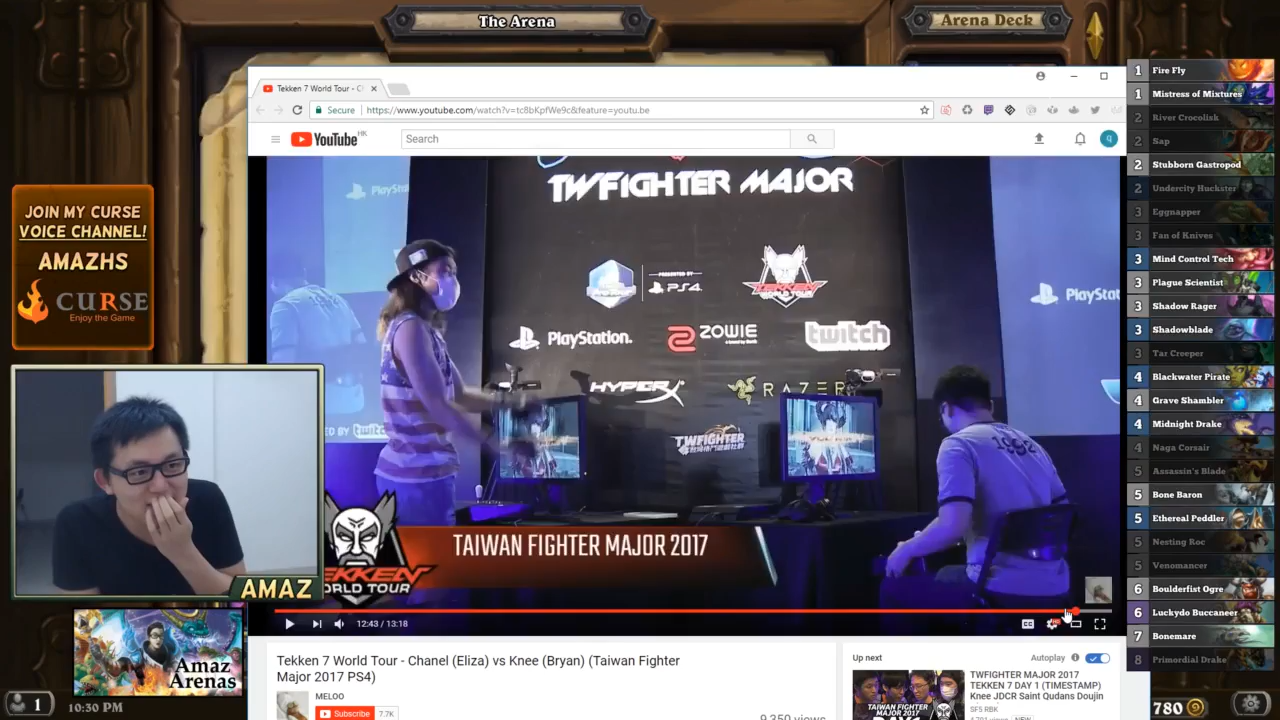 The Arena
Arena Deck
Tekken 7 World Tour - C
Secure
https://www.youtube.com/watch?v=tc8bKpfWe9c&feature=youtu.be
YouTube HK
Search
q
JOIN MY CURSE
VOICE CHANNEL!
AMAZHS
CURSE
Enjoy the Game
TWFIGHTER MAJOR
PRESENTED BY
PS4
TEKKEN
WORLD TOUR
PlayStation.
ZOWIE
twitch
HYPERX
RAZER
TWFIGHTER
1998
TAIWAN FIGHTER MAJOR 2017
12:43 / 13:18
CC
Tekken 7 World Tour - Chanel (Eliza) vs Knee (Bryan) (Taiwan Fighter
Major 2017 PS4)
MELOO
Subscribe 7.7K
9,350 views
Up next
Autoplay
TWFIGHTER MAJOR 2017
TEKKEN 7 DAY 1 (TIMESTAMP)
Knee JDCR Saint Qudans Doujin
SFS RBK
AMAZ
Amaz
Arenas
1
10:30 PM
1 Fire Fly
1 Mistress of Mixtures
2 River Crocolisk
2 Sap
2 Stubborn Gastropod
2 Undercity Huckster
3 Eggnapper
3 Fan of Knives
3 Mind Control Tech
3 Plague Scientist
3 Shadow Rager
3 Shadowblade
3 Tar Creeper
4 Blackwater Pirate
4 Grave Shambler
4 Midnight Drake
4 Naga Corsair
5 Assassin's Blade
5 Bone Baron
5 Ethereal Peddler
5 Nesting Roc
5 Venomancer
6 Boulderfist Ogre
6 Luckydo Buccaneer
7 Bonemare
8 Primordial Drake
780